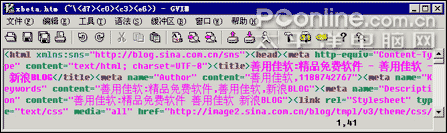 xbeta.htm (~\<d7>\<c0>\<c3>\<e6>) - GVIM
文件(F) 编辑(E) 工具(T) 语法(S) 缓冲区(B) 窗口(W) 帮助(H)
PConline.com.cn
太平洋电脑网
<html xmlns:sns="http://blog.sina.com.cn/sns"><head><meta http-equiv="Content-Ty
pe" content="text/html; charset=UTF-8"><title>善用佳软:精品免费软件 - 善用佳软
 新浪BLOG</title><meta name="Author" content="善用佳软,1188742767"><meta name="K
eywords" content="善用佳软:精品免费软件,善用佳软,新浪BLOG"><meta name="Descripti
on" content="善用佳软:精品免费软件 善用佳软 新浪BLOG"><link rel="Stylesheet" type
="text/css" media="all" href="http://image2.sina.com.cn/blog/tmpl/v3/theme/css/
1,41